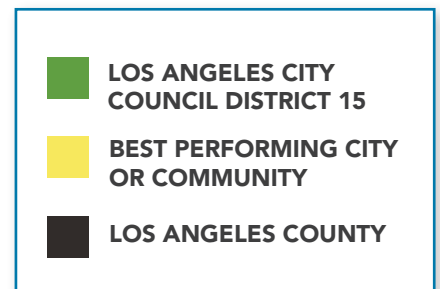 LOS ANGELES CITY
COUNCIL DISTRICT 15
BEST PERFORMING CITY
OR COMMUNITY
LOS ANGELES COUNTY